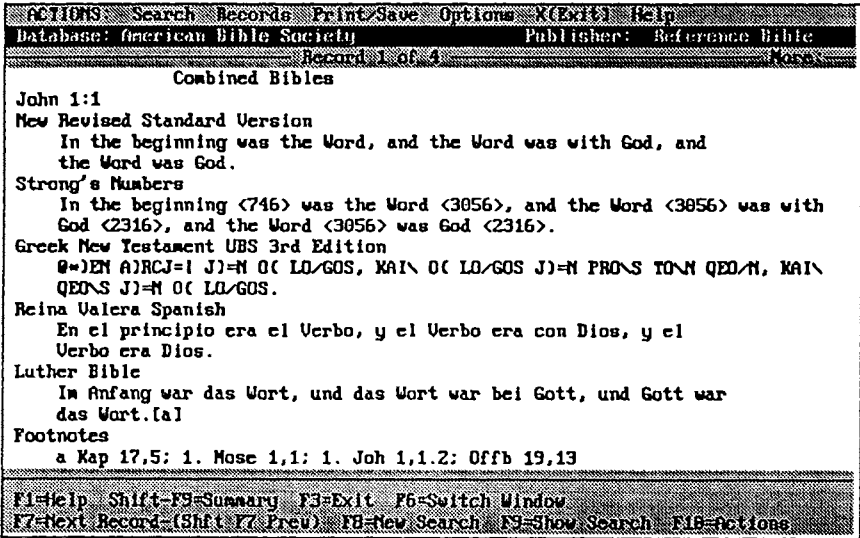 ACTIONS: Search Records Print/Save Options X(Exit) Help
Database: American Bible Society Publisher: Reference Bible
Record 1 of 4 More:
Combined Bibles
John 1:1
New Revised Standard Version
In the beginning was the Word, and the Word was with God, and
the Word was God.
Strong's Numbers
In the beginning <746> was the Word <3056>, and the Word <3056> was with
God <2316>, and the Word <3056> was God <2316>.
Greek New Testament UBS 3rd Edition
@*)EN A)RCJ=| J)=N O( LO/GOS, KAI\ O( LO/GOS J)=N PRO\S TO\N QEO/N, KAI\
QEO\S J)=N O( LO/GOS.
Reina Valera Spanish
En el principio era el Verbo, y el Verbo era con Dios, y el
Verbo era Dios.
Luther Bible
Im Anfang war das Wort, und das Wort war bei Gott, und Gott war
das Wort.[a]
Footnotes
a Kap 17,5; 1. Mose 1,1; 1. Joh 1,1.2; Offb 19,13
F1=Help Shift-F9=Summary F3=Exit F6=Switch Window
F7=Next Record-(Shft F7 Prev) F8=New Search F9=Show Search F10=Actions